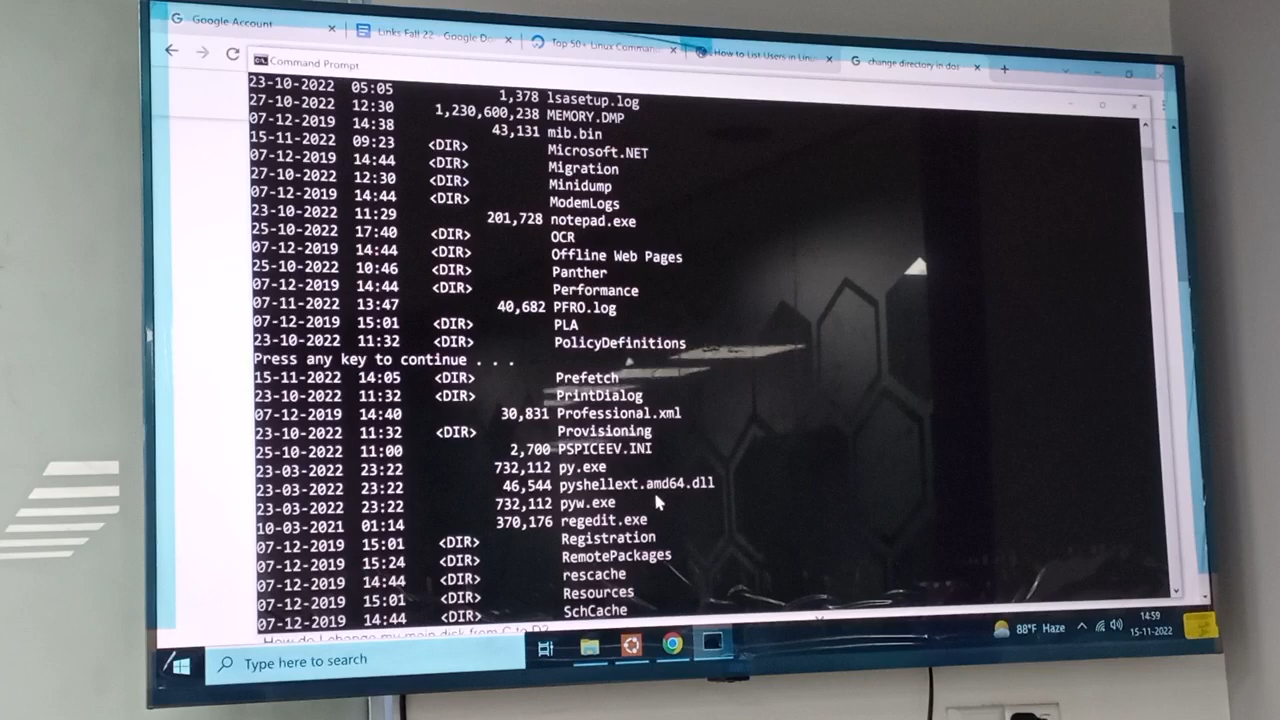 Google Account
Links Fall 22 - Google Do
Top 50+ Linux Comman
How to List Users in Lin
change directory in dos
Command Prompt
23-10-2022 05:05 1,378 lsasetup.log
27-10-2022 12:30 1,230,600,238 MEMORY.DMP
07-12-2019 14:38 43,131 mib.bin
15-11-2022 09:23 <DIR> Microsoft.NET
07-12-2019 14:44 <DIR> Migration
27-10-2022 12:30 <DIR> Minidump
07-12-2019 14:44 <DIR> ModemLogs
23-10-2022 11:29 201,728 notepad.exe
25-10-2022 17:40 <DIR> OCR
07-12-2019 14:44 <DIR> Offline Web Pages
25-10-2022 10:46 <DIR> Panther
07-12-2019 14:44 <DIR> Performance
07-11-2022 13:47 40,682 PFRO.log
07-12-2019 15:01 <DIR> PLA
23-10-2022 11:32 <DIR> PolicyDefinitions
Press any key to continue . . .
15-11-2022 14:05 <DIR> Prefetch
23-10-2022 11:32 <DIR> PrintDialog
07-12-2019 14:40 30,831 Professional.xml
23-10-2022 11:32 <DIR> Provisioning
25-10-2022 11:00 2,700 PSPICEEV.INI
23-03-2022 23:22 732,112 py.exe
23-03-2022 23:22 46,544 pyshellext.amd64.dll
23-03-2022 23:22 732,112 pyw.exe
10-03-2021 01:14 370,176 regedit.exe
07-12-2019 15:01 <DIR> Registration
07-12-2019 15:24 <DIR> RemotePackages
07-12-2019 14:44 <DIR> rescache
07-12-2019 15:01 <DIR> Resources
07-12-2019 14:44 <DIR> SchCache
How do I change my main disk from C to D?
Type here to search
88°F Haze
14:59
15-11-2022